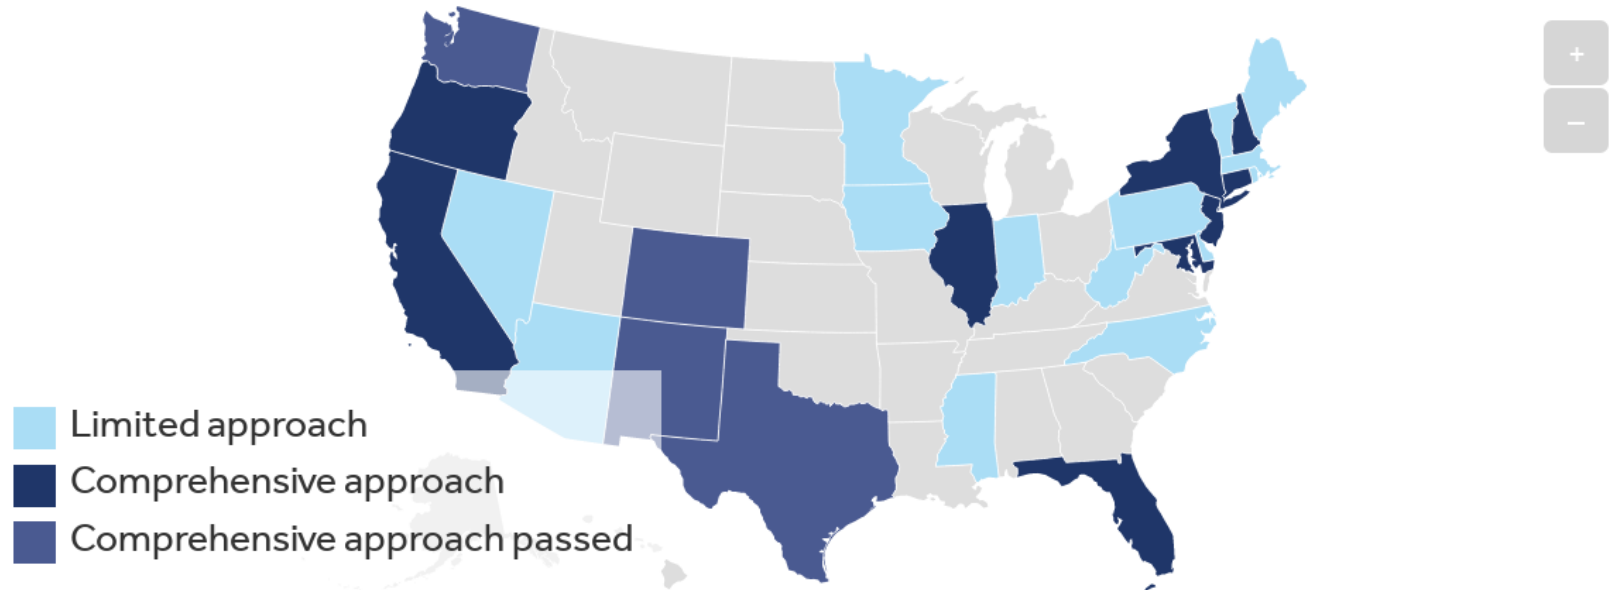 +
−
Limited approach
Comprehensive approach
Comprehensive approach passed